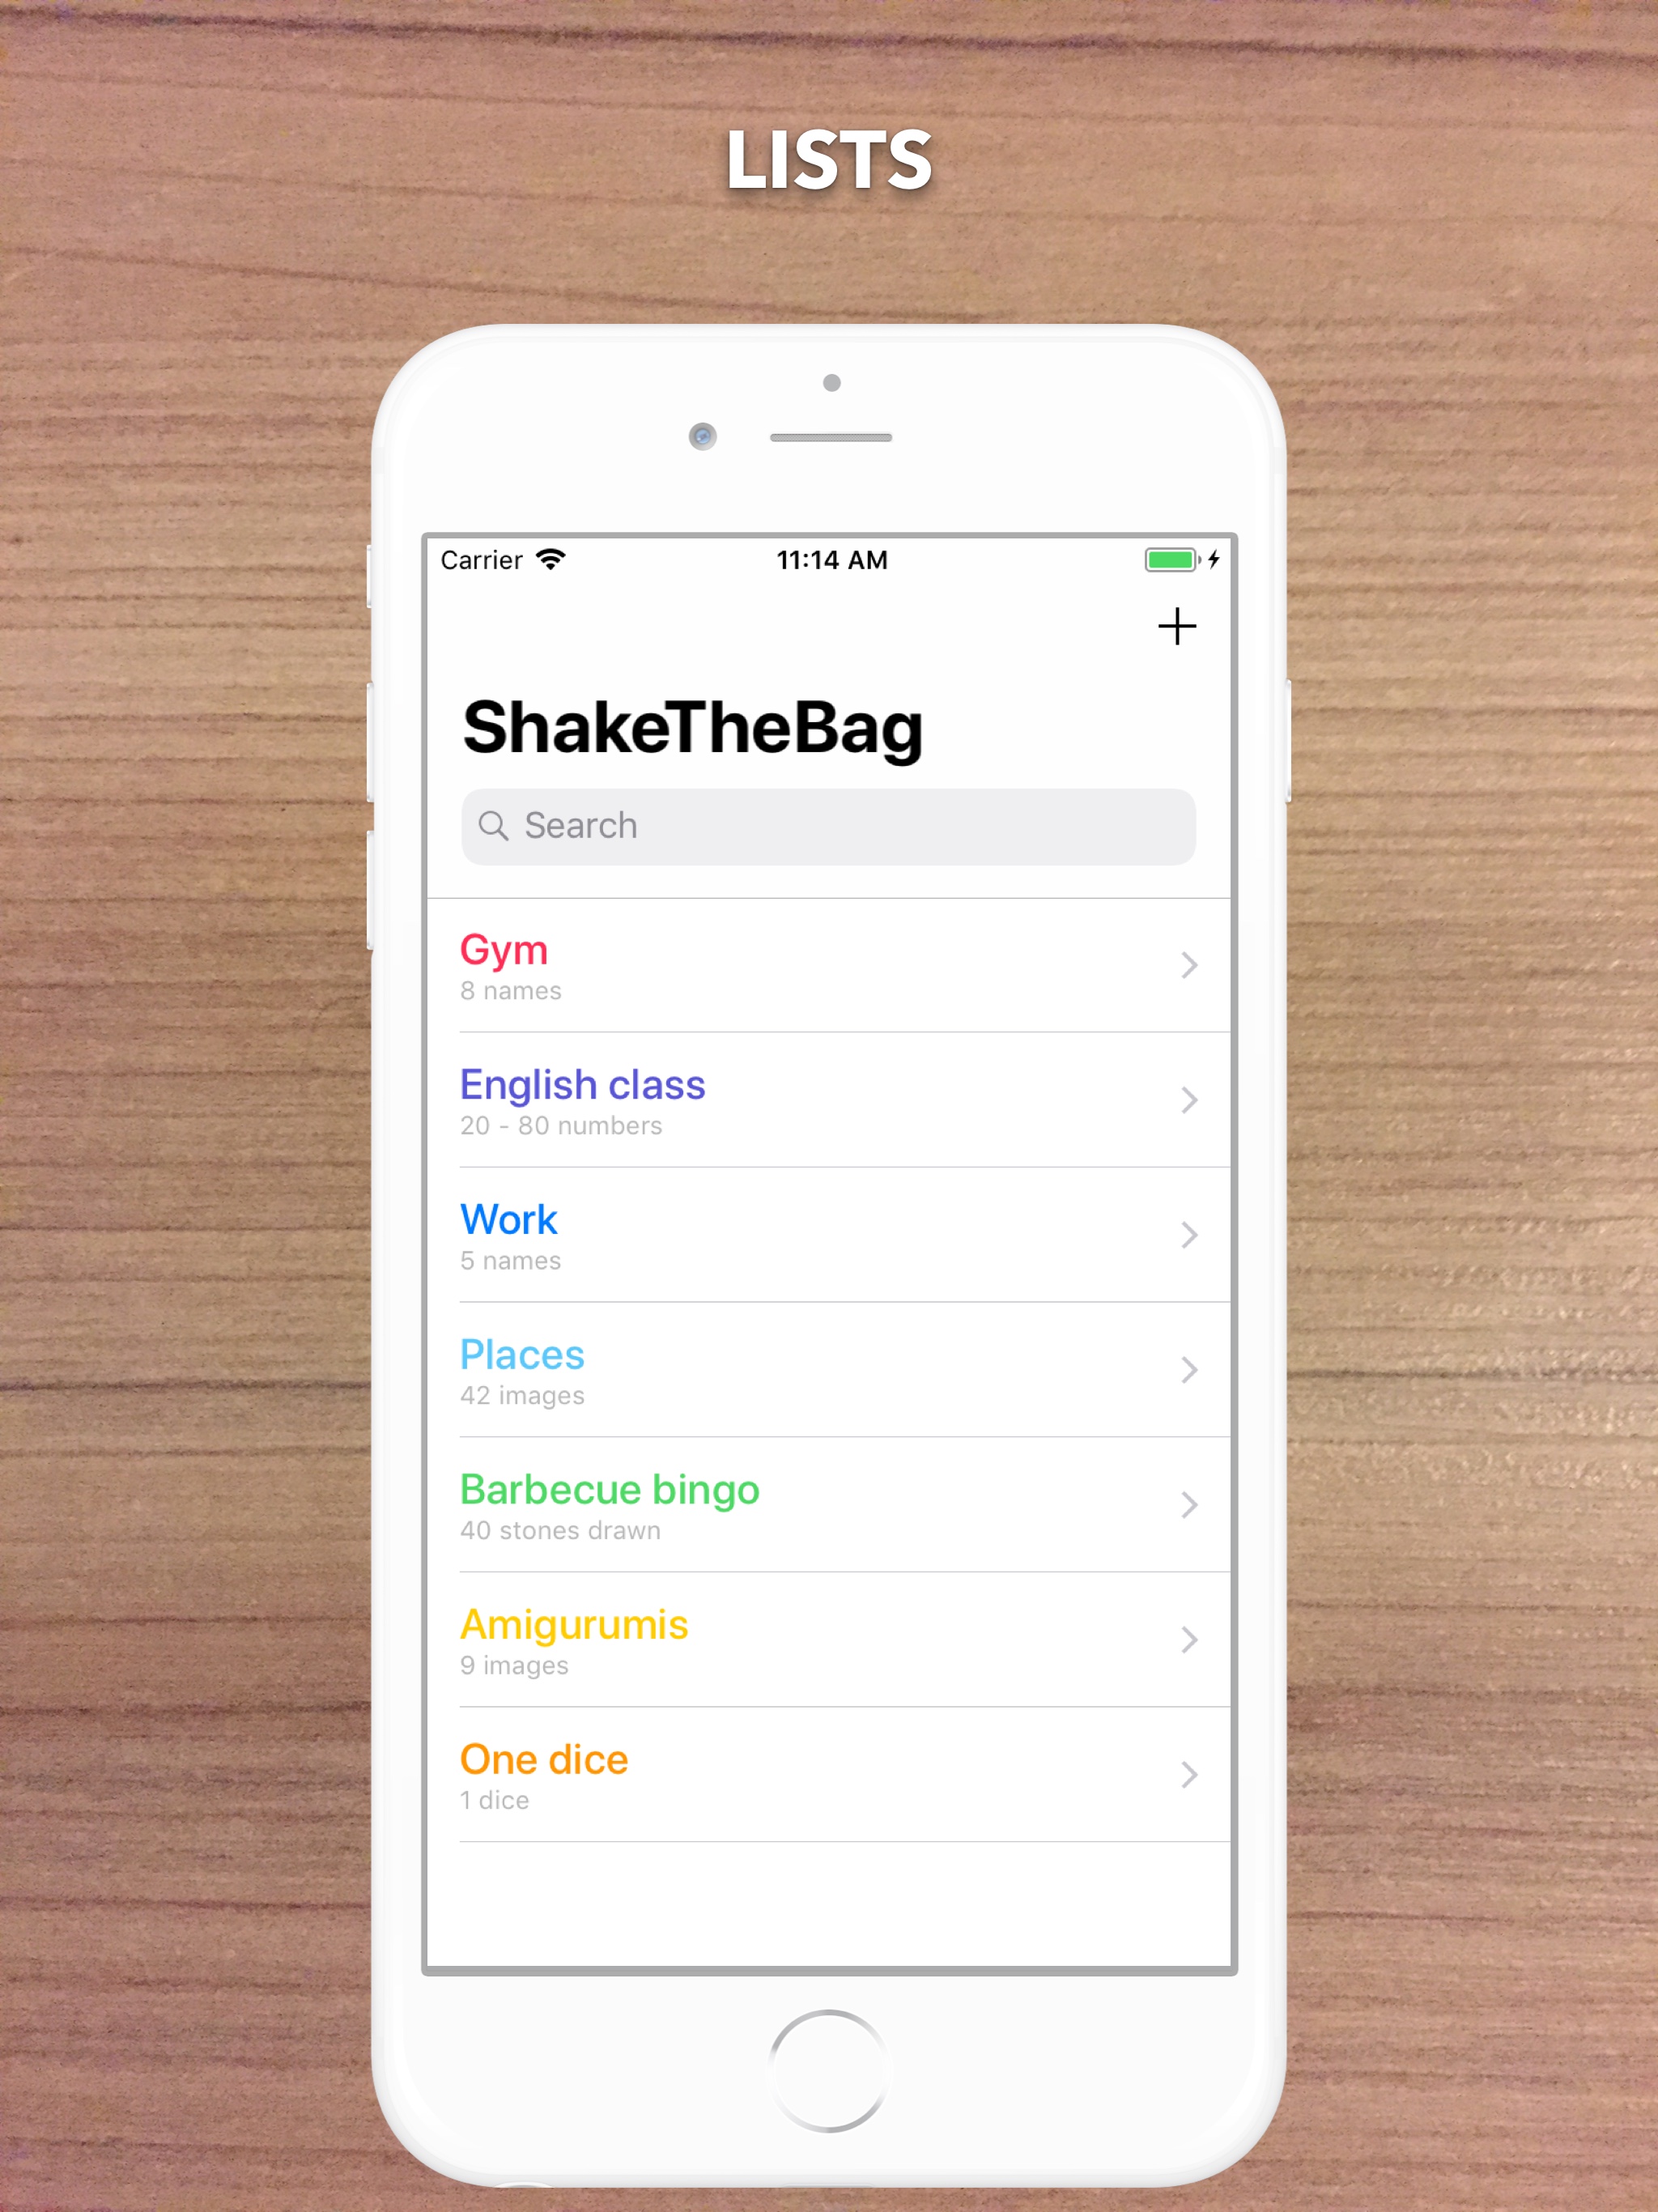 LISTS
Carrier 11:14 AM
ShakeTheBag
Search
Gym
8 names
English class
20 - 80 numbers
Work
5 names
Places
42 images
Barbecue bingo
40 stones drawn
Amigurumis
9 images
One dice
1 dice